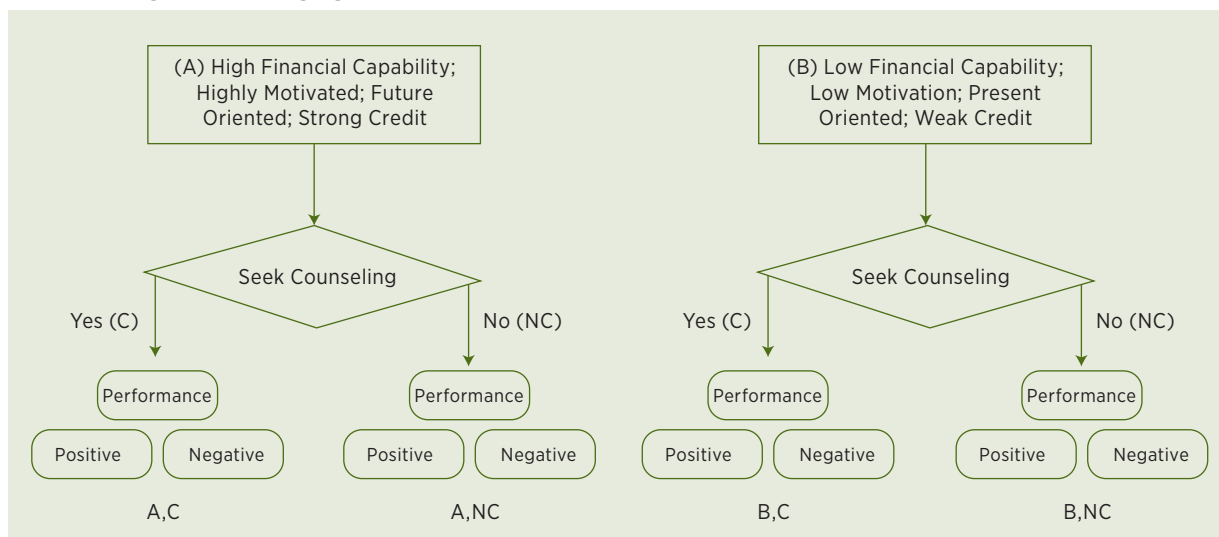 (A) High Financial Capability;
Highly Motivated; Future
Oriented; Strong Credit
(B) Low Financial Capability;
Low Motivation; Present
Oriented; Weak Credit
Seek Counseling
Seek Counseling
Yes (C)
No (NC)
Yes (C)
No (NC)
Performance
Performance
Performance
Performance
Positive
Negative
Positive
Negative
Positive
Negative
Positive
Negative
A,C
A,NC
B,C
B,NC